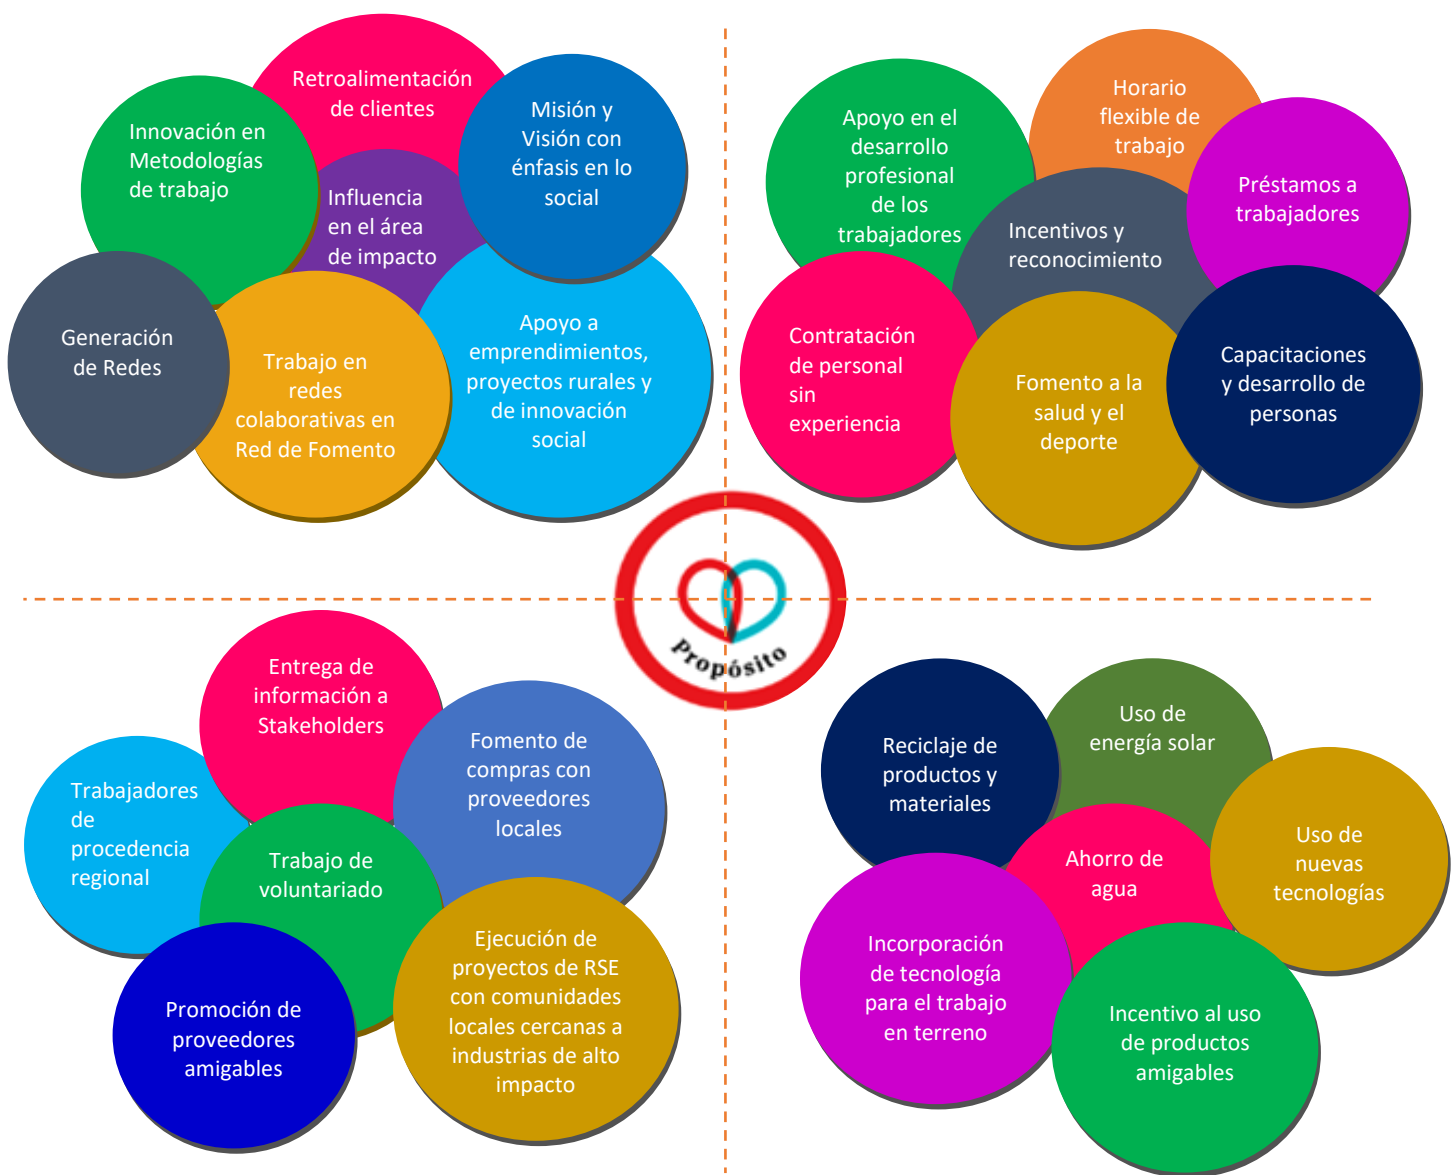 Retroalimentación
de clientes
Innovación en
Metodologías
de trabajo
Misión y
Visión con
énfasis en lo
social
Influencia
en el área
de impacto
Generación
de Redes
Trabajo en
redes
colaborativas en
Red de Fomento
Apoyo a
emprendimientos,
proyectos rurales y
de innovación
social
Horario
flexible de
trabajo
Apoyo en el
desarrollo
profesional
de los
trabajadores
Préstamos a
trabajadores
Incentivos y
reconocimiento
Contratación
de personal
sin
experiencia
Fomento a la
salud y el
deporte
Capacitaciones
y desarrollo de
personas
Propósito
Entrega de
información a
Stakeholders
Fomento de
compras con
proveedores
locales
Trabajadores
de
procedencia
regional
Trabajo de
voluntariado
Promoción de
proveedores
amigables
Ejecución de
proyectos de RSE
con comunidades
locales cercanas a
industrias de alto
impacto
Reciclaje de
productos y
materiales
Uso de
energía solar
Uso de
nuevas
tecnologías
Ahorro de
agua
Incorporación
de tecnología
para el trabajo
en terreno
Incentivo al uso
de productos
amigables